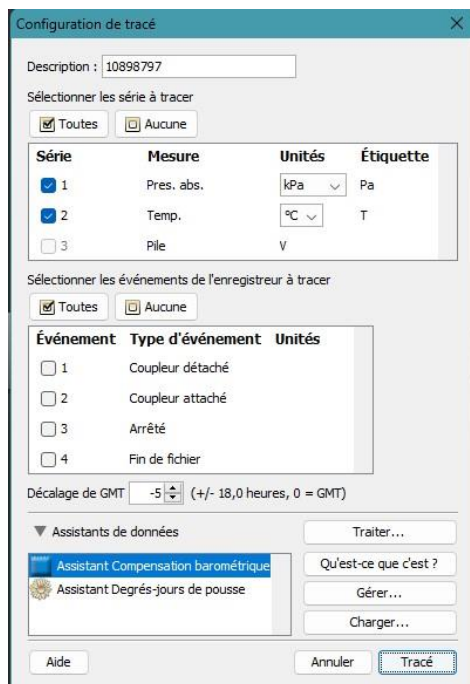 Configuration de tracé
Description : 10898797
Sélectionner les série à tracer
Toutes Aucune
Série Mesure Unités Étiquette
1 Pres. abs. kPa Pa
2 Temp. °C T
3 Pile V
Sélectionner les événements de l'enregistreur à tracer
Toutes Aucune
Événement Type d'événement Unités
1 Coupleur détaché
2 Coupleur attaché
3 Arrêté
4 Fin de fichier
Décalage de GMT -5 (+/- 18,0 heures, 0 = GMT)
Assistants de données
Traiter...
Assistant Compensation barométrique
Qu'est-ce que c'est ?
Assistant Degrés-jours de pousse
Gérer...
Charger...
Aide Annuler Tracé